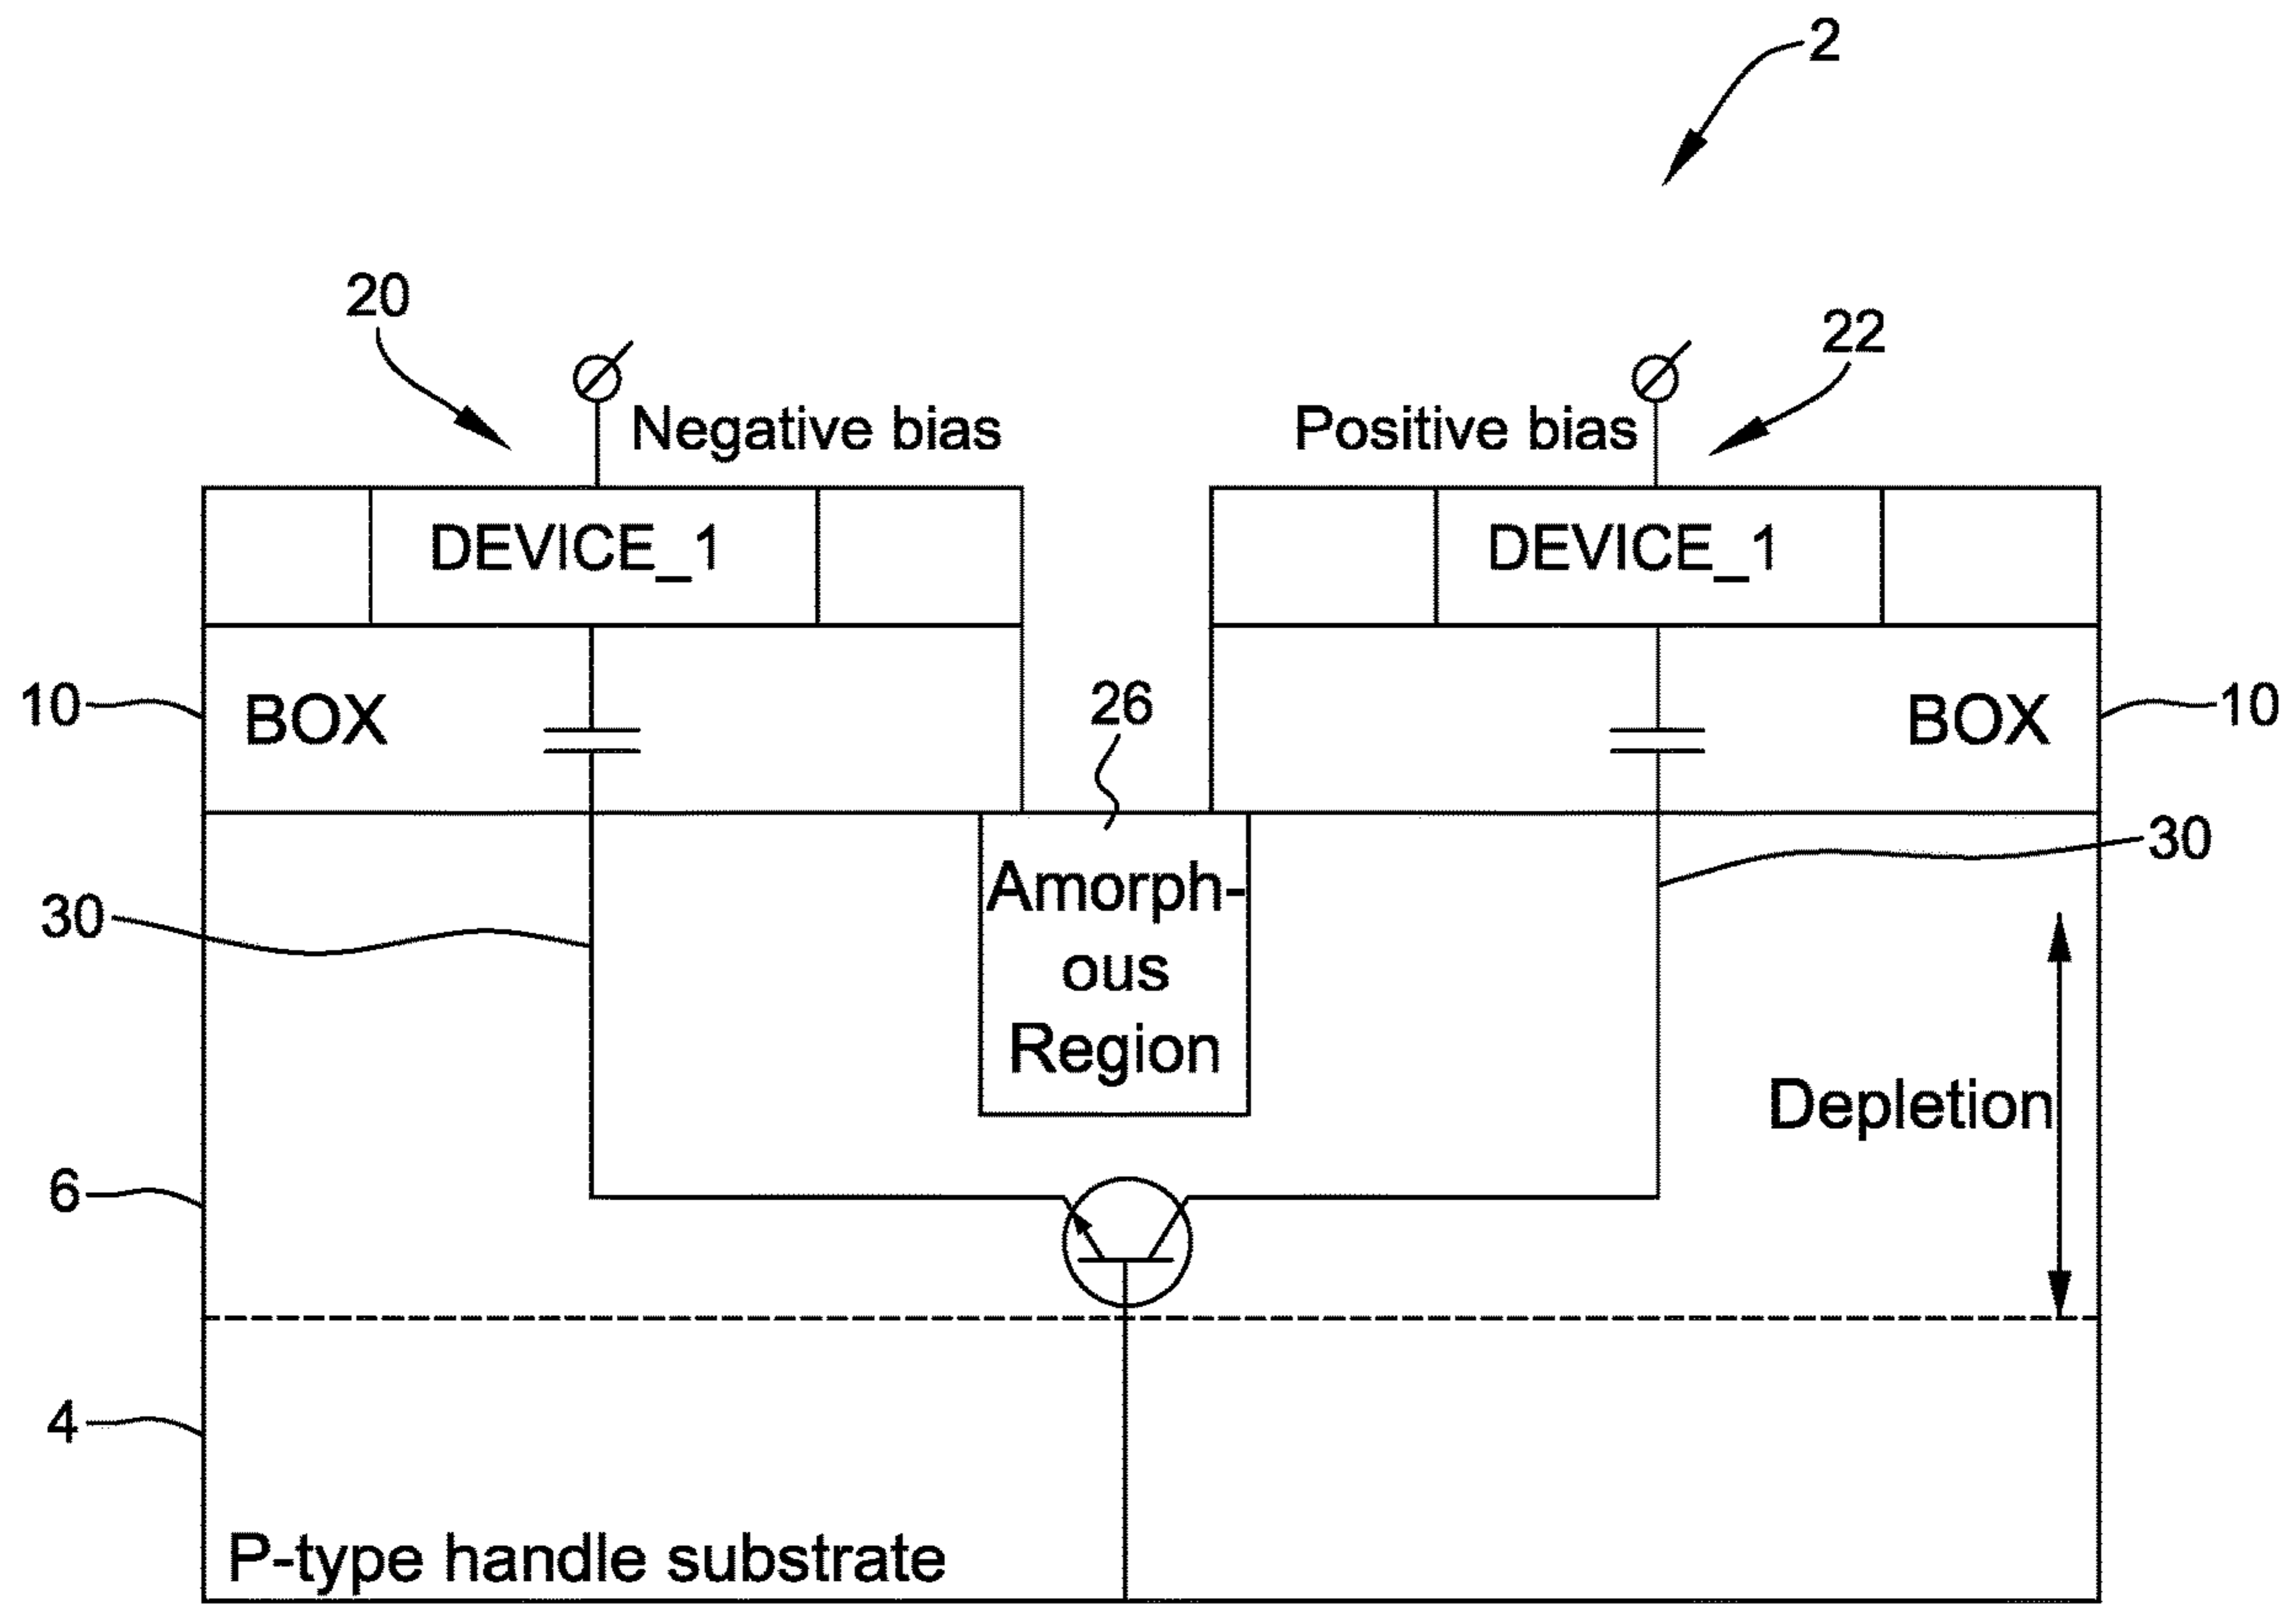 2
20
22
Negative bias
Positive bias
DEVICE_1
DEVICE_1
10
BOX
26
BOX
10
30
30
Amorph-
ous
Region
Depletion
6
4
P-type handle substrate